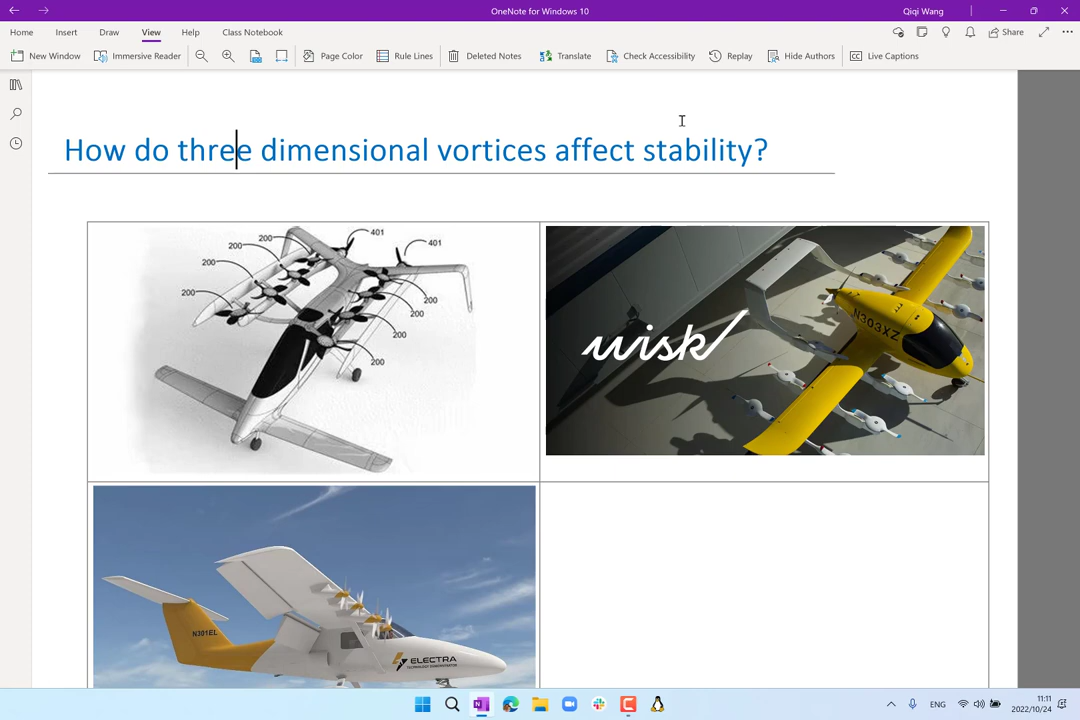 OneNote for Windows 10
Qiqi Wang
Home Insert Draw View Help Class Notebook
Share
New Window Immersive Reader Page Color Rule Lines Deleted Notes Translate Check Accessibility Replay Hide Authors Live Captions
How do three dimensional vortices affect stability?
200 200 401 401
200
200
200
200
200
200
wisk
N303XZ
N301EL
ELECTRA
TECHNOLOGY DEMONSTRATOR
ENG
11:11
2022/10/24